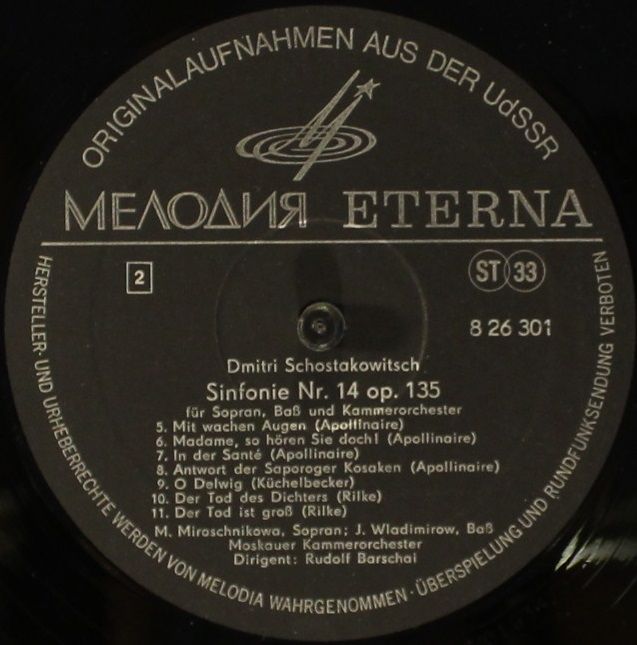 ORIGINALAUFNAHMEN AUS DER UdSSR
МЕЛОДИЯ ETERNA
2
ST 33
8 26 301
Dmitri Schostakowitsch
Sinfonie Nr. 14 op. 135
für Sopran, Baß und Kammerorchester
5. Mit wachen Augen (Apollinaire)
6. Madame, so hören Sie doch! (Apollinaire)
7. In der Santé (Apollinaire)
8. Antwort der Saporoger Kosaken (Apollinaire)
9. O Delwig (Küchelbecker)
10. Der Tod des Dichters (Rilke)
11. Der Tod ist groß (Rilke)
M. Miroschnikowa, Sopran; J. Wladimirow, Baß
Moskauer Kammerorchester
Dirigent: Rudolf Barschai
HERSTELLER- UND URHEBERRECHTE WERDEN VON MELODIA WAHRGENOMMEN · ÜBERSPIELUNG UND RUNDFUNKSENDUNG VERBOTEN